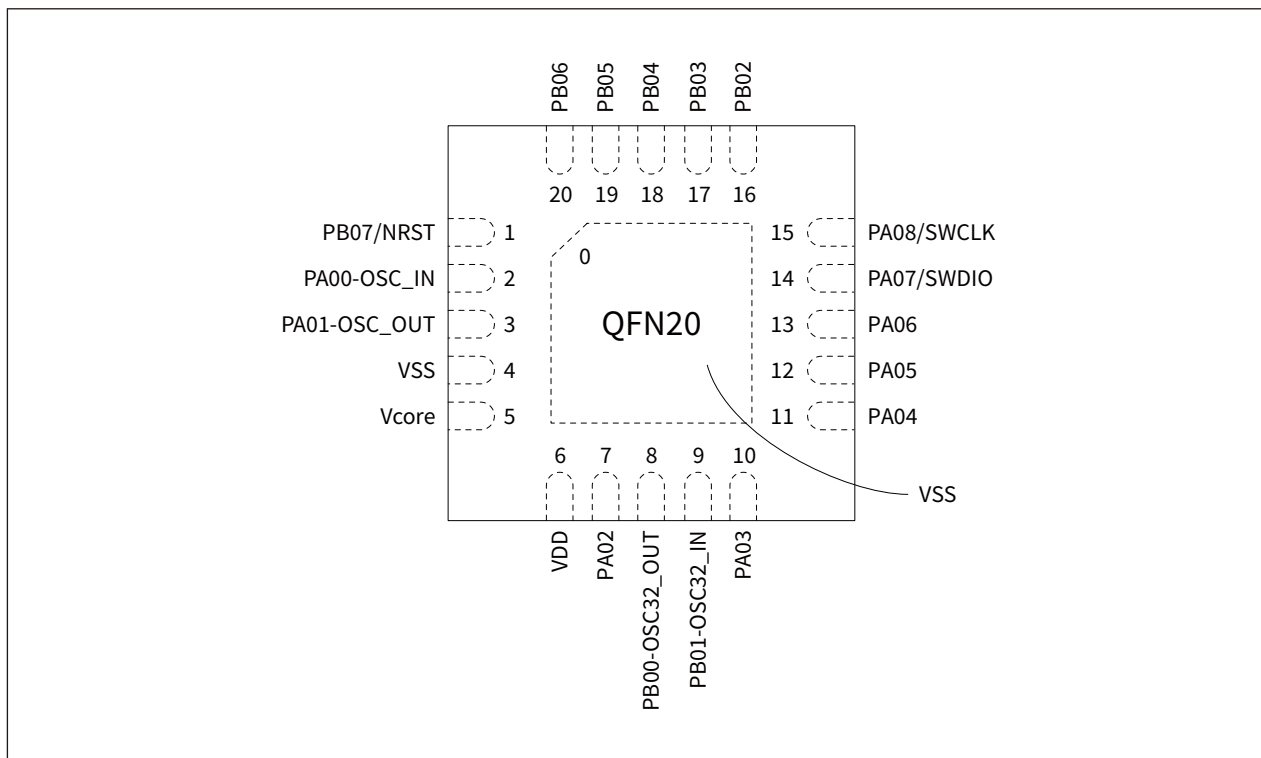 PB06
PB05
PB04
PB03
PB02
20
19
18
17
16
PB07/NRST
1
PA00-OSC_IN
2
PA01-OSC_OUT
3
VSS
4
Vcore
5
0
QFN20
15
PA08/SWCLK
14
PA07/SWDIO
13
PA06
12
PA05
11
PA04
6
7
8
9
10
VSS
VDD
PA02
PB00-OSC32_OUT
PB01-OSC32_IN
PA03